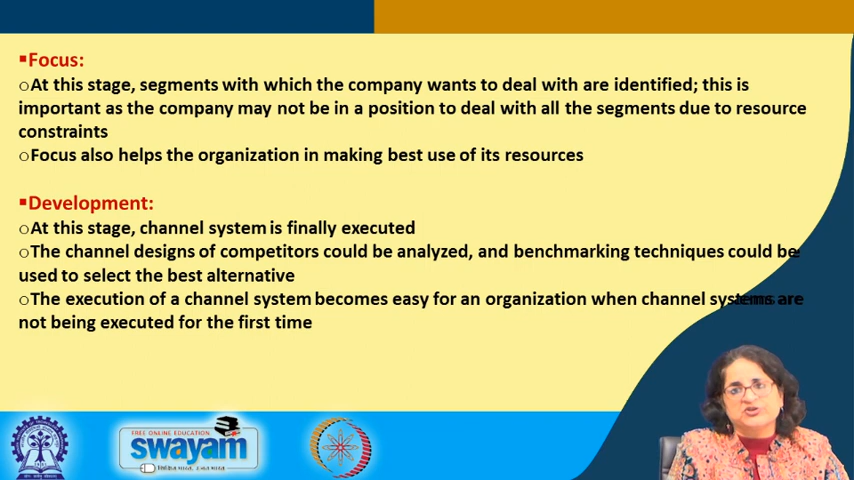 ▪Focus:
oAt this stage, segments with which the company wants to deal with are identified; this is
important as the company may not be in a position to deal with all the segments due to resource
constraints
oFocus also helps the organization in making best use of its resources
▪Development:
oAt this stage, channel system is finally executed
oThe channel designs of competitors could be analyzed, and benchmarking techniques could be
used to select the best alternative
oThe execution of a channel system becomes easy for an organization when channel systems are
not being executed for the first time
FREE ONLINE EDUCATION
swayam